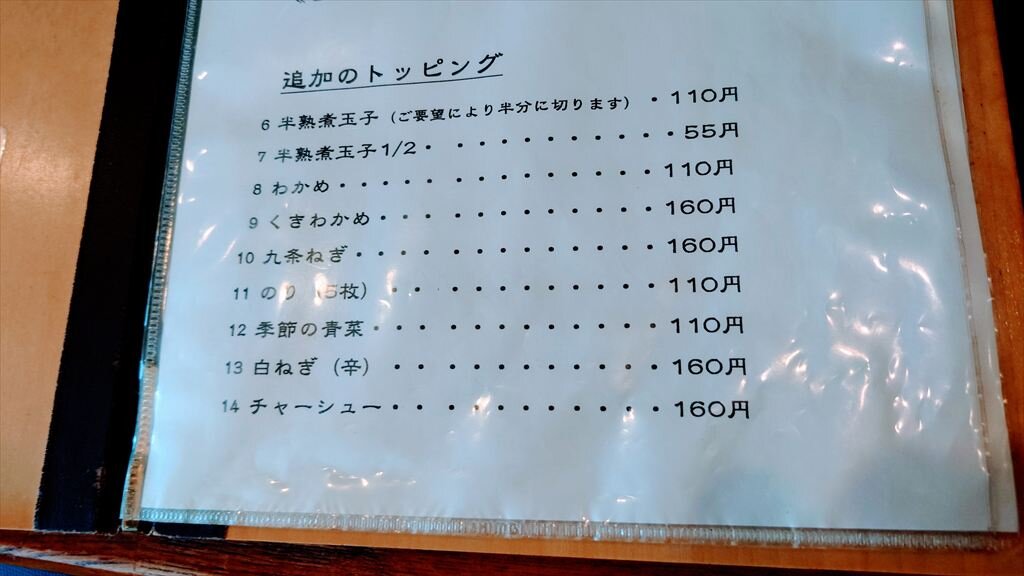 追加のトッピング
6 半熟煮玉子（ご要望により半分に切ります）・110円
7 半熟煮玉子1/2・・・・・・・・・・・55円
8 わかめ・・・・・・・・・・・・・・110円
9 くきわかめ・・・・・・・・・・・・160円
10 九条ねぎ・・・・・・・・・・・・・160円
11 のり（5枚）・・・・・・・・・・・110円
12 季節の青菜・・・・・・・・・・・・110円
13 白ねぎ（辛）・・・・・・・・・・・160円
14 チャーシュー・・・・・・・・・・・160円